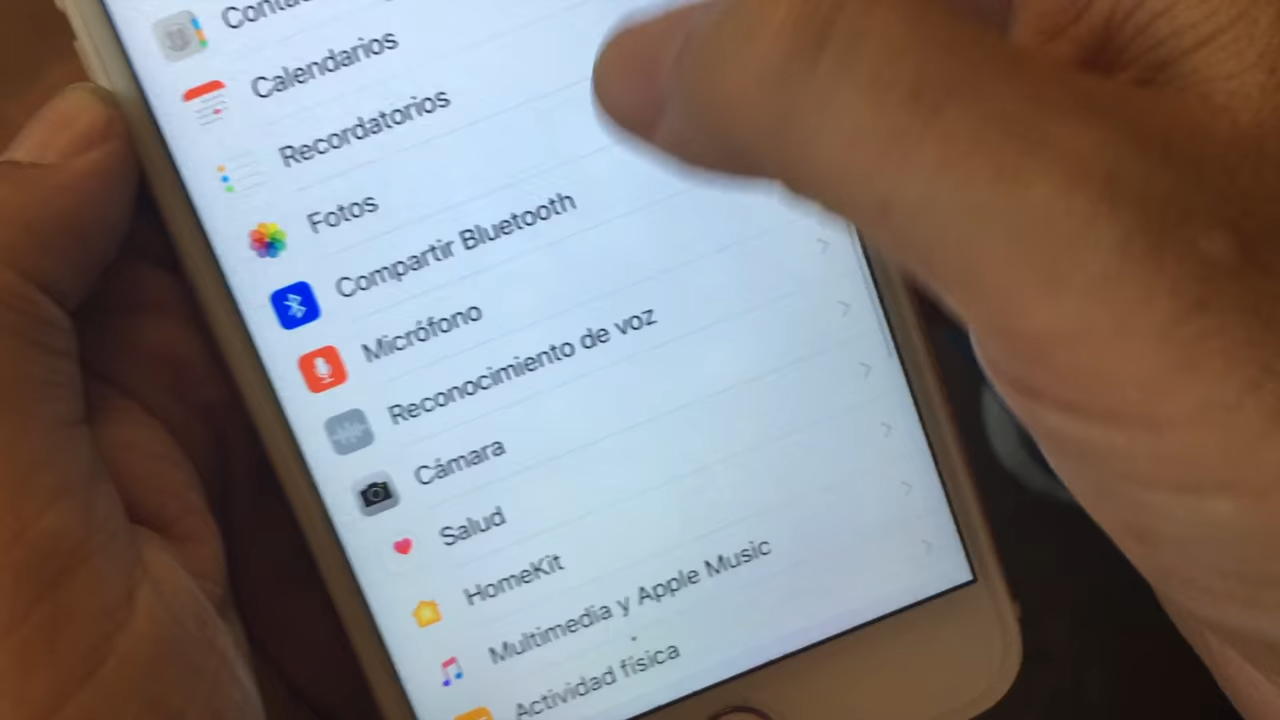 Calendarios
Recordatorios
Fotos
Compartir Bluetooth
Micrófono
Reconocimiento de voz
Cámara
Salud
HomeKit
Multimedia y Apple Music
Actividad física